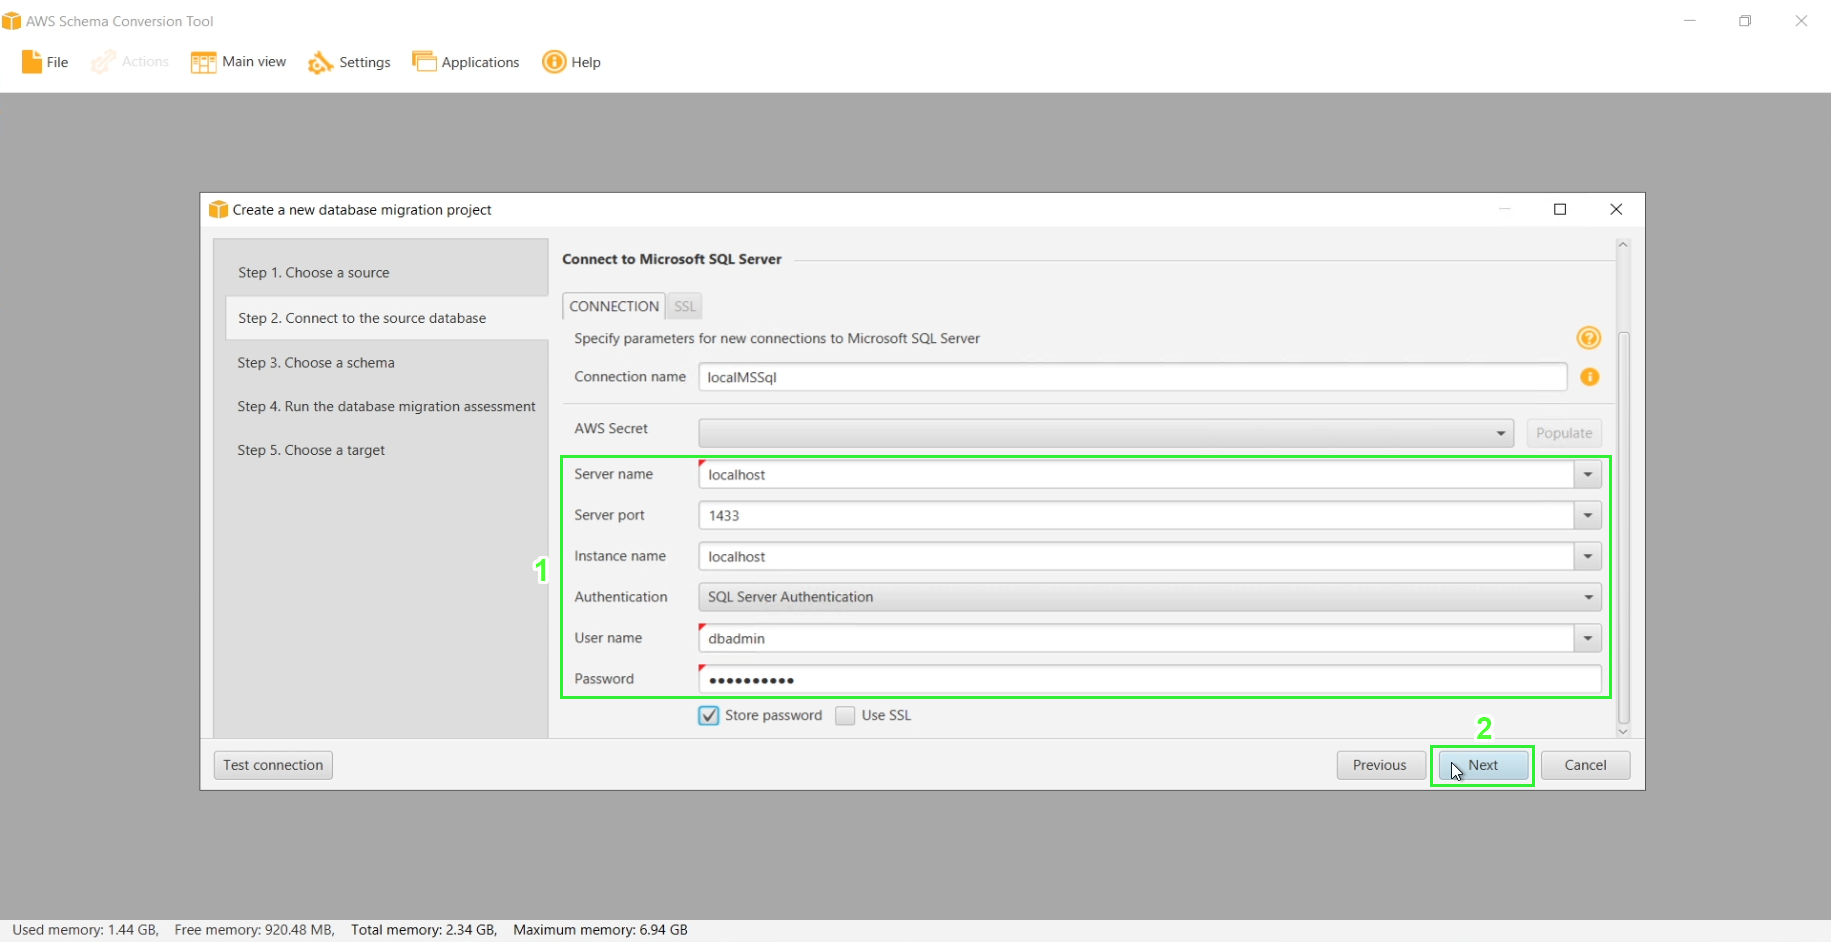 AWS Schema Conversion Tool
File Actions Main view Settings Applications Help
Create a new database migration project
Step 1. Choose a source
Step 2. Connect to the source database
Step 3. Choose a schema
Step 4. Run the database migration assessment
Step 5. Choose a target
Connect to Microsoft SQL Server
CONNECTION SSL
Specify parameters for new connections to Microsoft SQL Server
Connection name localMSSql
AWS Secret Populate
Server name localhost
Server port 1433
Instance name localhost
1
Authentication SQL Server Authentication
User name dbadmin
Password ••••••••••
Store password Use SSL
2
Test connection Previous Next Cancel
Used memory: 1.44 GB, Free memory: 920.48 MB, Total memory: 2.34 GB, Maximum memory: 6.94 GB